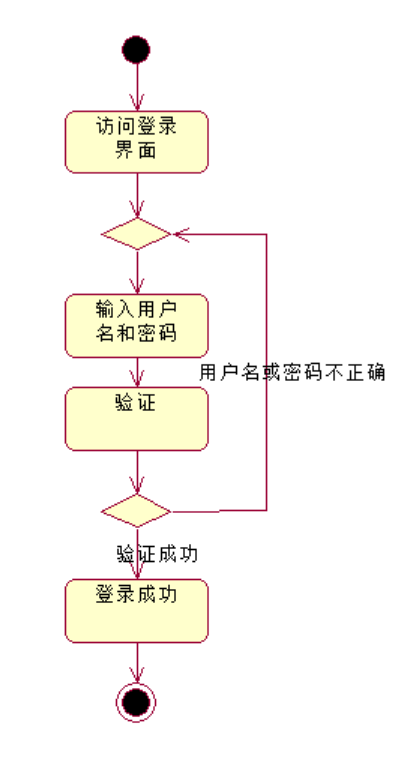 访问登录
界面
输入用户
名和密码
用户名或密码不正确
验证
验证成功
登录成功